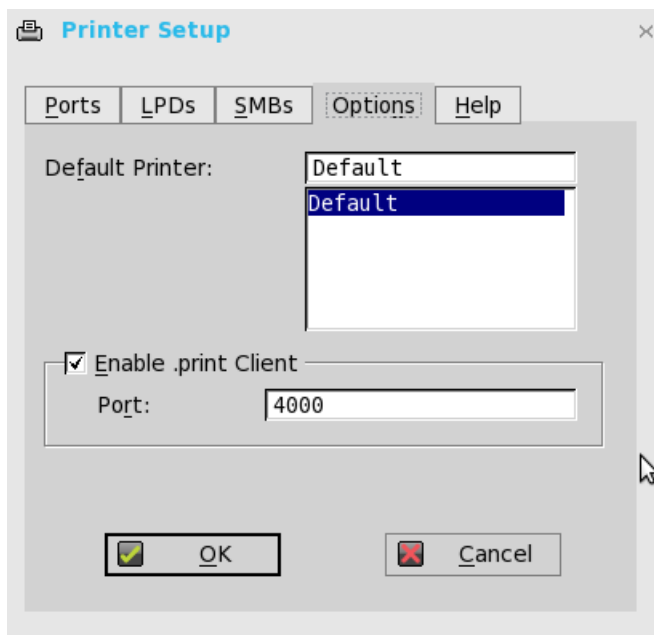 Printer Setup
Ports LPDs SMBs Options Help
Default Printer: Default
Default
Enable .print Client
Port: 4000
OK Cancel